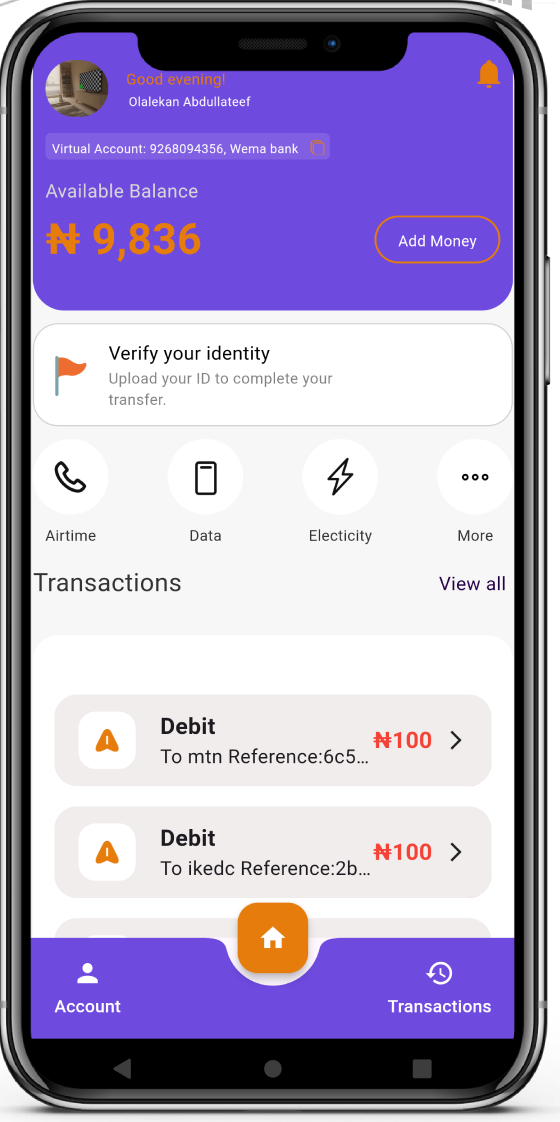 Good evening!
Olalekan Abdullateef
Virtual Account: 9268094356, Wema bank
Available Balance
₦ 9,836
Add Money
Verify your identity
Upload your ID to complete your
transfer.
Airtime
Data
Electicity
More
Transactions
View all
Debit
To mtn Reference:6c5...
₦100
Debit
To ikedc Reference:2b...
₦100
Account
Transactions